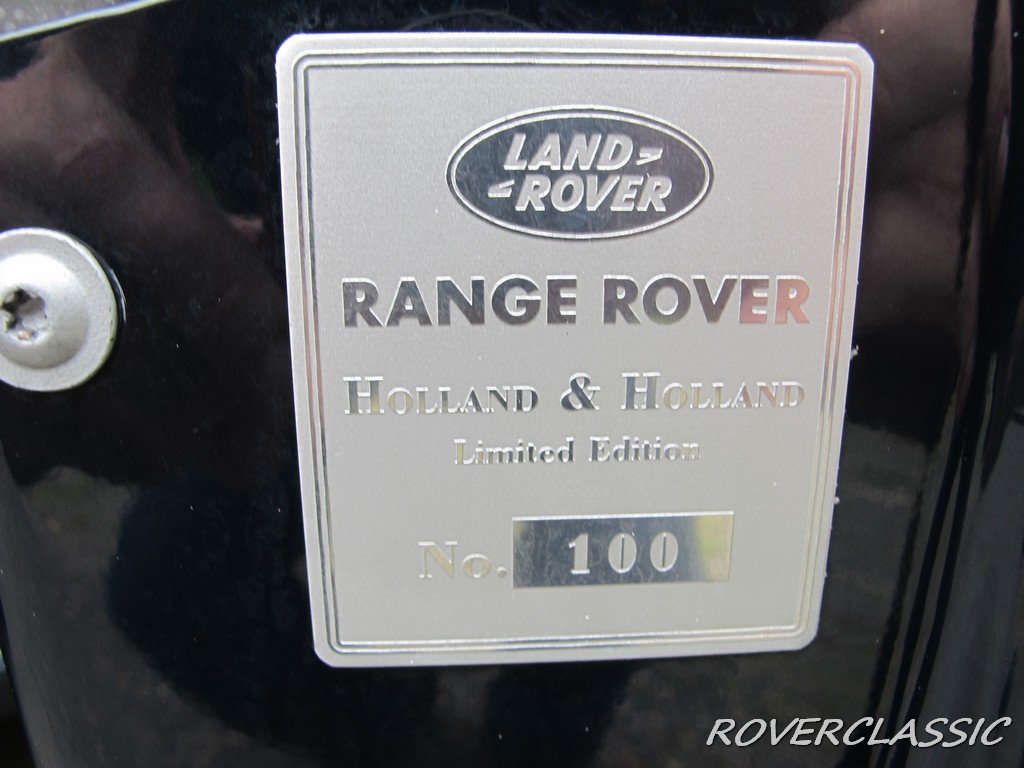 LAND
ROVER
RANGE ROVER
HOLLAND & HOLLAND
Limited Edition
No. 100
ROVERCLASSIC